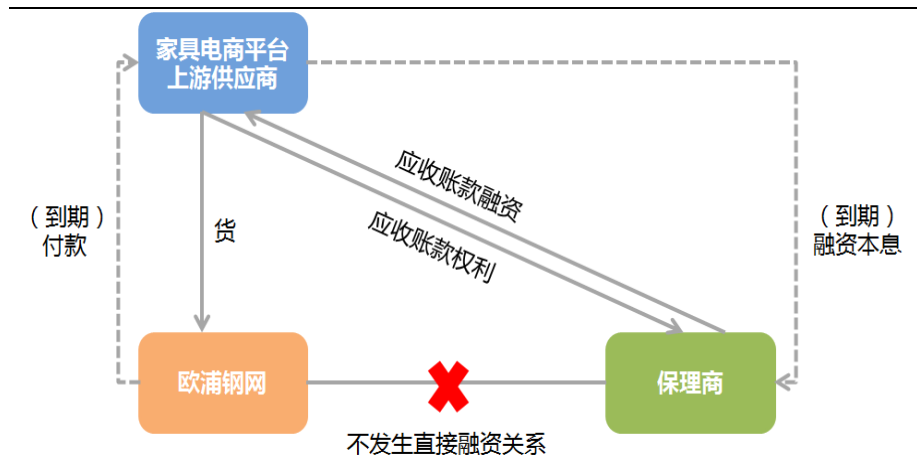 家具电商平台
上游供应商
应收账款融资
应收账款权利
（到期）
付款
货
（到期）
融资本息
欧浦钢网
保理商
不发生直接融资关系